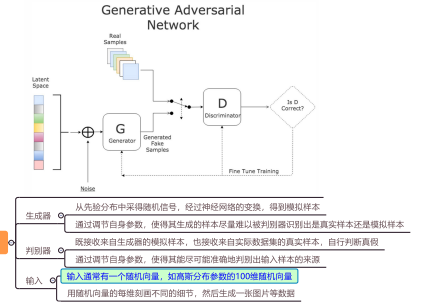 Generative Adversarial
Network
Real
Samples
Latent
Space
G
Generator
D
Discriminator
Is D
Correct?
Generated
Fake
Samples
Noise
Fine Tune Training
生成器
从先验分布中采得随机信号，经过神经网络的变换，得到模拟样本
通过调节自身参数，使得其生成的样本尽量难以被判别器识别出是真实样本还是模拟样本
判别器
既接收来自生成器的模拟样本，也接收来自实际数据集的真实样本，自行判断真假
通过调节自身参数，使得其能尽可能准确地判别出输入样本的来源
输入
输入通常有一个随机向量，如高斯分布参数的100维随机向量
用随机向量的每维刻画不同的细节，然后生成一张图片等数据